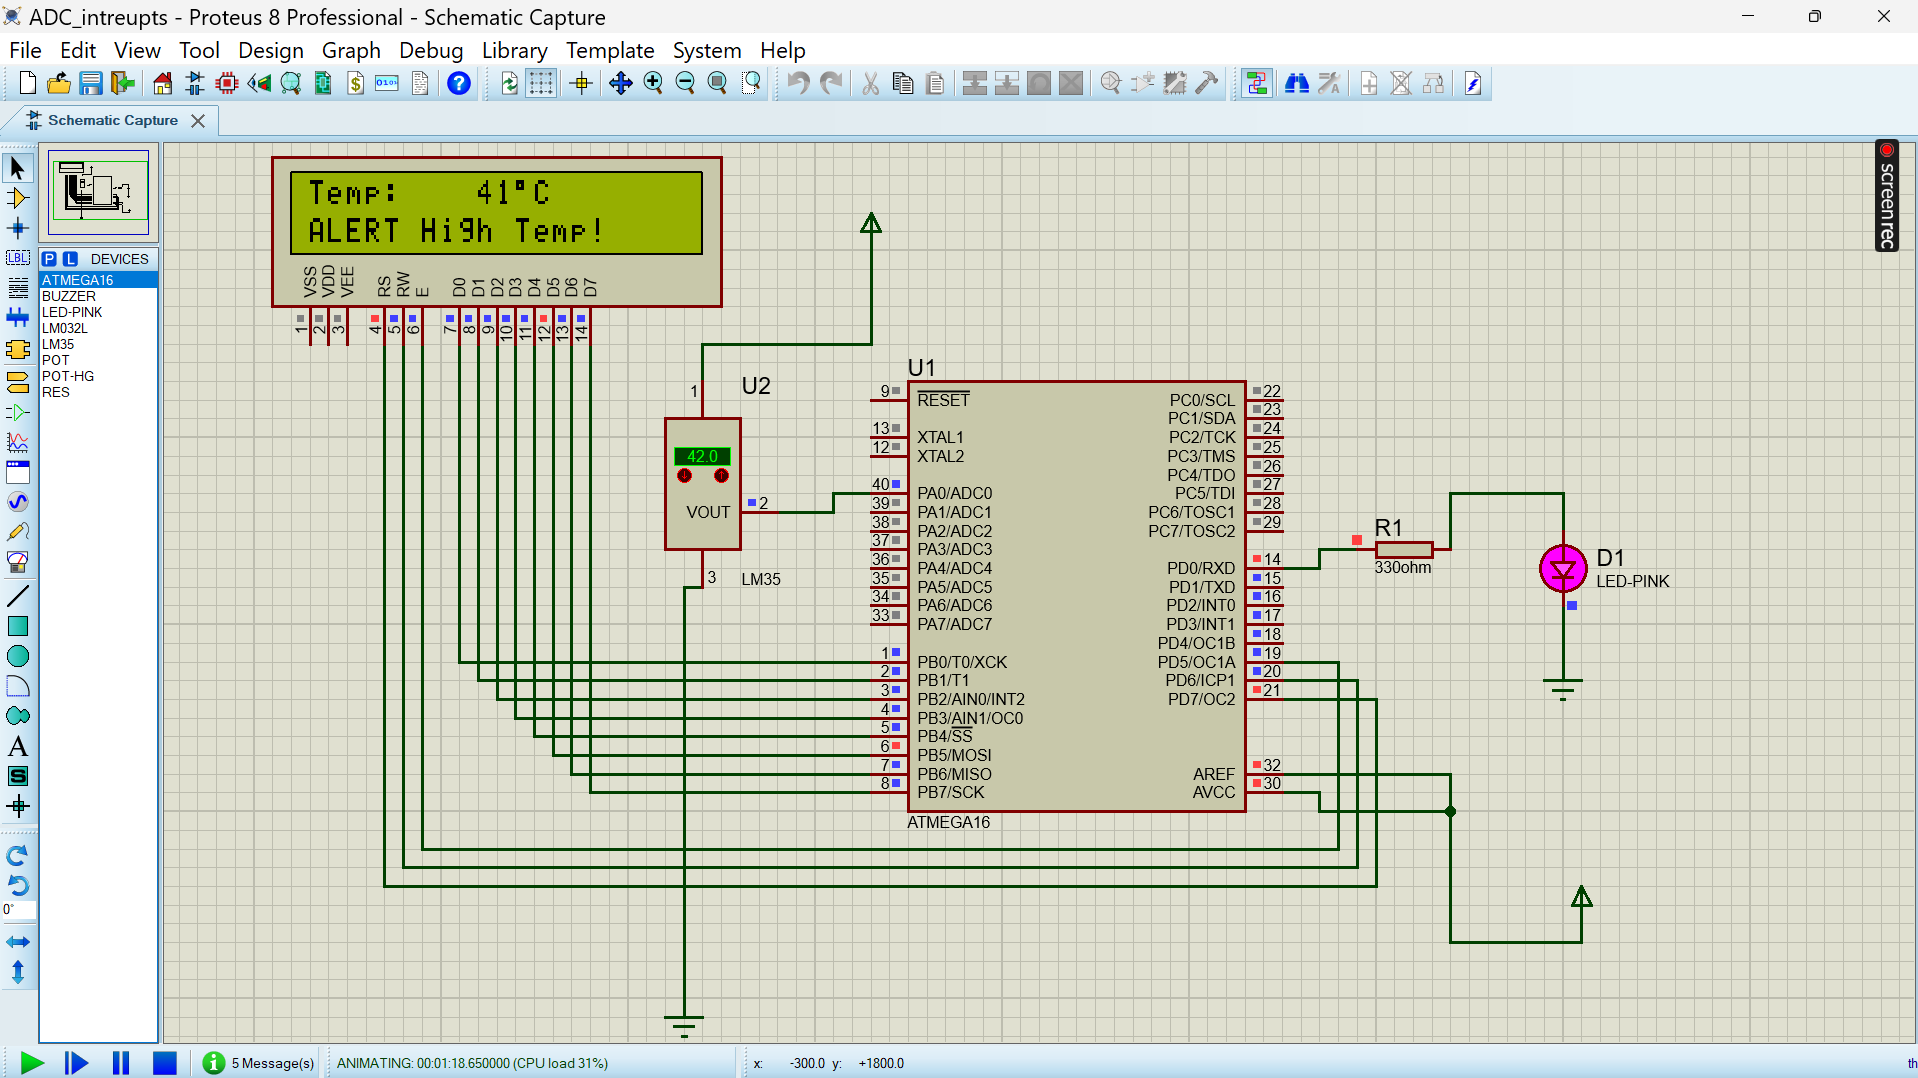 ADC_intreupts - Proteus 8 Professional - Schematic Capture
File Edit View Tool Design Graph Debug Library Template System Help
Schematic Capture
screenrec
P L DEVICES
ATMEGA16
BUZZER
LED-PINK
LM032L
LM35
POT
POT-HG
RES
LBL
A
S
0°
Temp: 41°C
ALERT High Temp!
VSS VDD VEE RS RW E D0 D1 D2 D3 D4 D5 D6 D7
1 2 3 4 5 6 7 8 9 10 11 12 13 14
U2
1
42.0
VOUT
2
3
LM35
U1
9 RESET
13 XTAL1
12 XTAL2
40 PA0/ADC0
39 PA1/ADC1
38 PA2/ADC2
37 PA3/ADC3
36 PA4/ADC4
35 PA5/ADC5
34 PA6/ADC6
33 PA7/ADC7
1 PB0/T0/XCK
2 PB1/T1
3 PB2/AIN0/INT2
4 PB3/AIN1/OC0
5 PB4/SS
6 PB5/MOSI
7 PB6/MISO
8 PB7/SCK
PC0/SCL 22
PC1/SDA 23
PC2/TCK 24
PC3/TMS 25
PC4/TDO 26
PC5/TDI 27
PC6/TOSC1 28
PC7/TOSC2 29
PD0/RXD 14
PD1/TXD 15
PD2/INT0 16
PD3/INT1 17
PD4/OC1B 18
PD5/OC1A 19
PD6/ICP1 20
PD7/OC2 21
AREF 32
AVCC 30
ATMEGA16
R1
330ohm
D1
LED-PINK
5 Message(s) ANIMATING: 00:01:18.650000 (CPU load 31%) x: -300.0 y: +1800.0 th